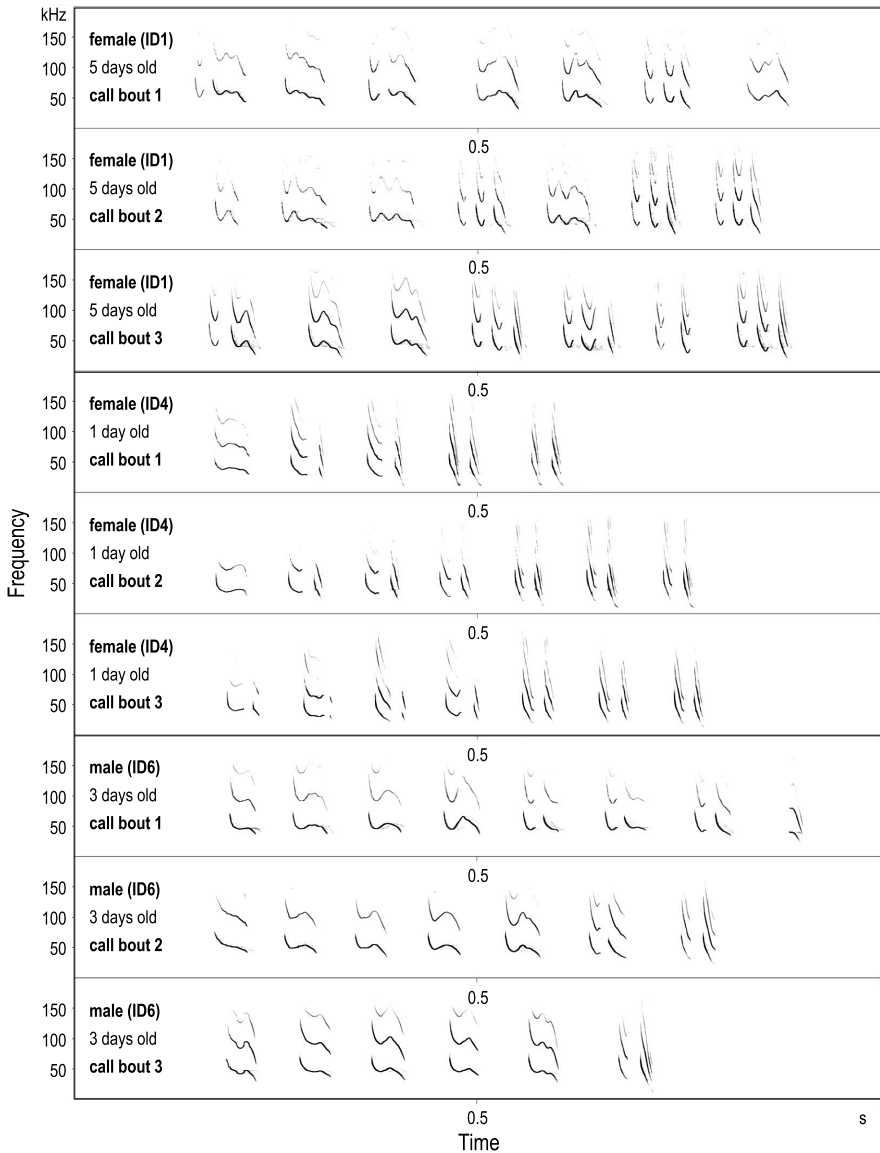 kHz
150
100
50
female (ID1)
5 days old
call bout 1
0.5
150
100
50
female (ID1)
5 days old
call bout 2
0.5
150
100
50
female (ID1)
5 days old
call bout 3
0.5
150
100
50
female (ID4)
1 day old
call bout 1
0.5
150
100
50
female (ID4)
1 day old
call bout 2
0.5
150
100
50
female (ID4)
1 day old
call bout 3
0.5
150
100
50
male (ID6)
3 days old
call bout 1
0.5
150
100
50
male (ID6)
3 days old
call bout 2
0.5
150
100
50
male (ID6)
3 days old
call bout 3
0.5
s
Frequency
Time